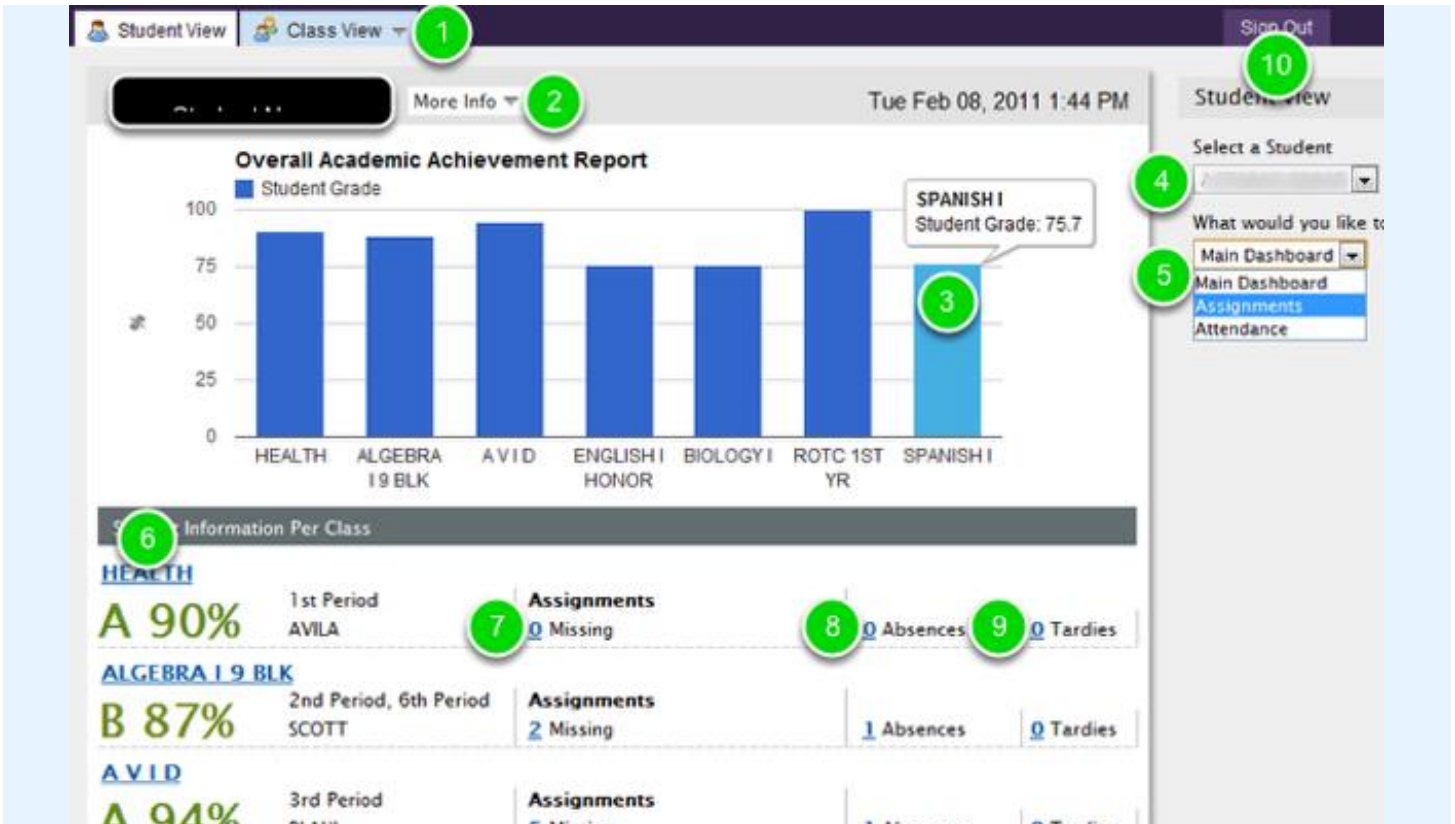 Student View
Class View
1
Sign Out
10
More Info
2
Tue Feb 08, 2011 1:44 PM
Student View
Overall Academic Achievement Report
Student Grade
Select a Student
4
What would you like to
Main Dashboard
5
Main Dashboard
Assignments
Attendance
SPANISH I
Student Grade: 75.7
3
100
75
50
25
0
%
HEALTH
ALGEBRA
I 9 BLK
A V I D
ENGLISH I
HONOR
BIOLOGY I
ROTC 1ST
YR
SPANISH I
6
Information Per Class
HEALTH
A 90%
1st Period
AVILA
7
Assignments
0 Missing
8
0 Absences
9
0 Tardies
ALGEBRA I 9 BLK
B 87%
2nd Period, 6th Period
SCOTT
Assignments
2 Missing
1 Absences
0 Tardies
A V I D
A 94%
3rd Period
Assignments